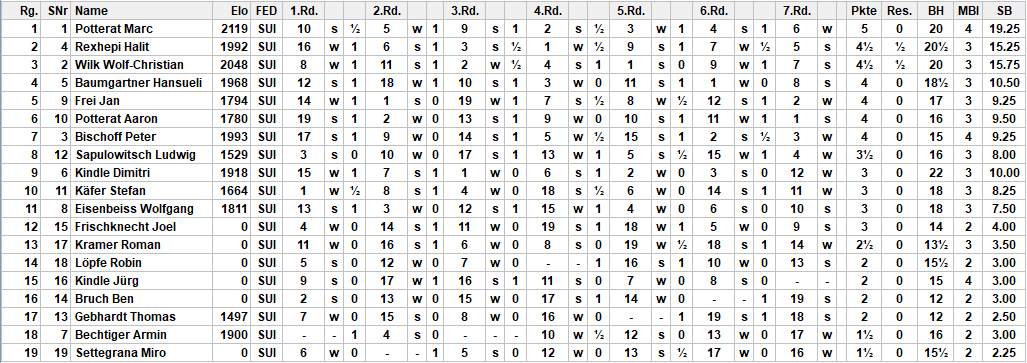 Rg. SNr Name Elo FED 1.Rd. 2.Rd. 3.Rd. 4.Rd. 5.Rd. 6.Rd. 7.Rd. Pkte Res. BH MBI SB
1 1 Potterat Marc 2119 SUI 10 s ½ 5 w 1 9 s 1 2 s ½ 3 w 1 4 s 1 6 w 5 0 20 4 19.25
2 4 Rexhepi Halit 1992 SUI 16 w 1 15 s 1 3 s ½ 1 w ½ 9 s 1 7 w ½ 5 s 4½ ½ 20½ 3 15.25
3 2 Wilk Wolf-Christian 2048 SUI 8 w 1 11 s 1 2 w ½ 4 s 1 1 s 0 9 w 1 7 s 4½ ½ 20 3 15.75
4 5 Baumgartner Hansueli 1968 SUI 12 s 1 18 w 1 10 s 1 3 w 0 11 s 1 1 w 0 8 s 4 0 18½ 3 10.50
5 9 Frei Jan 1794 SUI 14 w 1 1 s 0 19 w 1 7 s ½ 8 w ½ 12 s 1 2 w 4 0 17 3 9.25
6 10 Potterat Aaron 1780 SUI 19 s 1 2 w 0 13 s 1 9 w 0 10 s 1 11 w 1 1 s 4 0 16 3 9.50
7 3 Bischoff Peter 1993 SUI 17 s 1 9 w 0 14 s 1 5 w ½ 15 s 1 2 s ½ 3 w 4 0 15 4 9.25
8 12 Sapulowitsch Ludwig 1529 SUI 3 s 0 10 w 0 17 s 1 13 w 1 5 s ½ 15 w 1 4 w 3½ 0 16 3 8.00
9 6 Kindle Dimitri 1918 SUI 15 w 1 7 s 1 1 w 0 6 s 1 2 w 0 3 s 0 12 w 3 0 22 3 10.00
10 11 Käfer Stefan 1664 SUI 1 w ½ 8 s 1 4 w 0 18 s ½ 6 w 0 14 s 1 11 w 3 0 18 3 8.25
11 8 Eisenbeiss Wolfgang 1811 SUI 13 s 1 3 w 0 12 s 1 15 w 1 4 w 0 6 s 0 10 s 3 0 18 3 7.50
12 15 Frischknecht Joel 0 SUI 4 w 0 14 s 1 11 w 0 19 s 1 18 w 1 5 w 0 9 s 3 0 14 2 4.00
13 17 Kramer Roman 0 SUI 11 w 0 16 s 1 6 w 0 8 s 0 19 w ½ 18 s 1 14 w 2½ 0 13½ 3 3.50
14 18 Löpfe Robin 0 SUI 5 s 0 12 w 0 7 w 0 - - 1 16 s 1 10 w 0 13 s 2 0 15½ 2 3.00
15 16 Kindle Jürg 0 SUI 9 s 0 17 w 1 16 s 1 11 s 0 7 w 0 8 s 0 - - 2 0 15 4 3.00
16 14 Bruch Ben 0 SUI 2 s 0 13 w 0 15 w 0 17 s 1 14 w 0 - - 1 19 s 2 0 12 2 3.00
17 13 Gebhardt Thomas 1497 SUI 7 w 0 15 s 0 8 w 0 16 w 0 - - 1 19 s 1 18 s 2 0 12 2 2.50
18 7 Bechtiger Armin 1900 SUI - - 1 4 s 0 - - 0 10 w ½ 12 s 0 13 w 0 17 w 1½ 0 16 2 3.00
19 19 Settegrana Miro 0 SUI 6 w 0 - - 1 5 s 0 12 w 0 13 s ½ 17 w 0 16 w 1½ 0 15½ 2 2.25